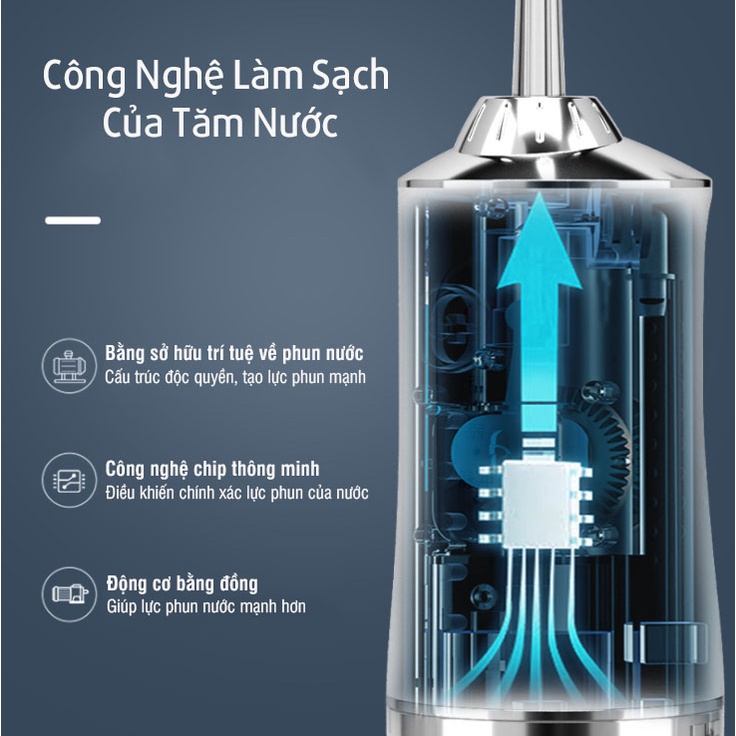 Công Nghệ Làm Sạch
Của Tăm Nước
Bằng sở hữu trí tuệ về phun nước
Cấu trúc độc quyền, tạo lực phun mạnh
Công nghệ chip thông minh
Điều khiến chính xác lực phun của nước
Động cơ bằng đồng
Giúp lực phun nước mạnh hơn